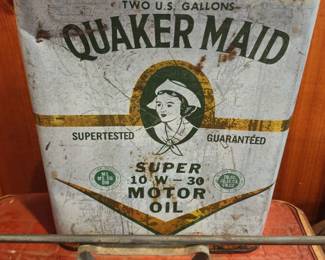 TWO U.S. GALLONS
QUAKER MAID
SUPERTESTED GUARANTEED
SUPER
10-W-30
MOTOR
OIL